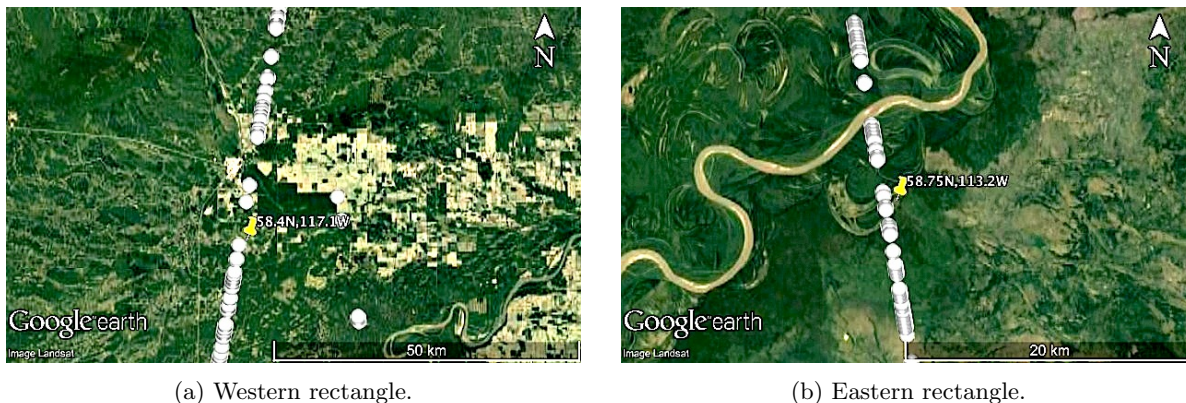 N
58.4N,117.1W
Google earth
Image Landsat
50 km
N
58.75N,113.2W
Google earth
Image Landsat
20 km
(a) Western rectangle.
(b) Eastern rectangle.